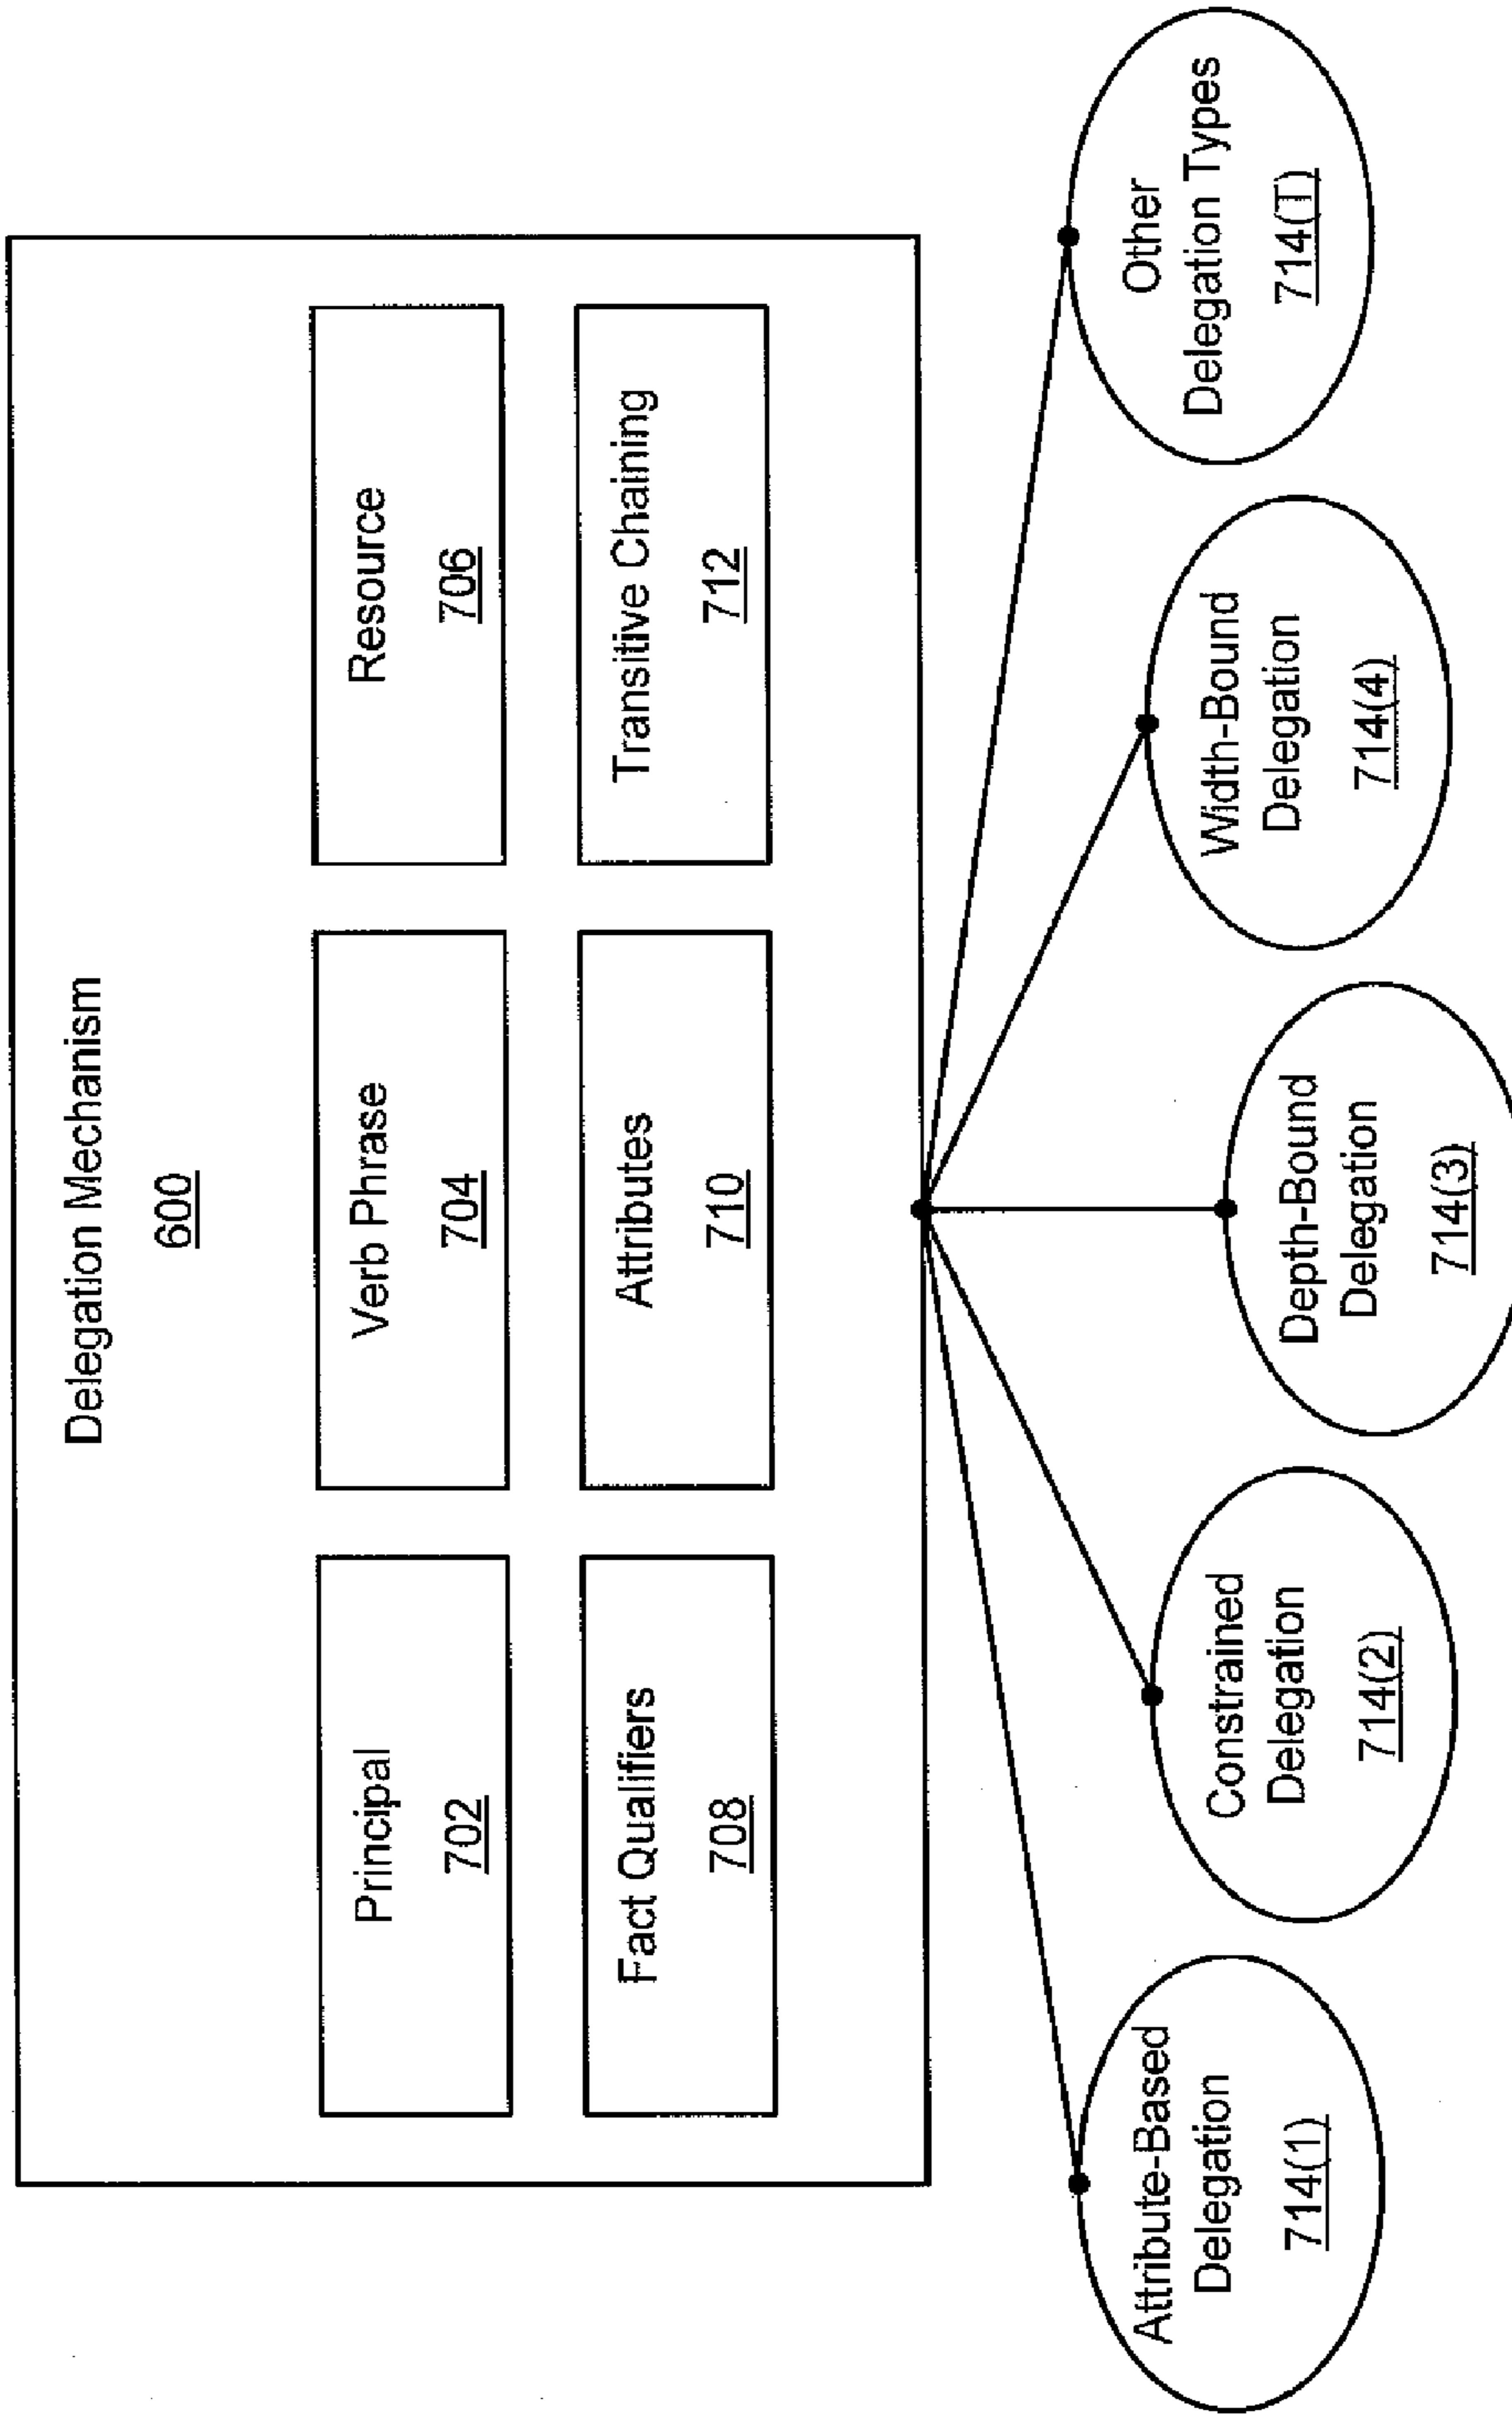 Delegation Mechanism
600
Principal
702
Verb Phrase
704
Resource
706
Fact Qualifiers
708
Attributes
710
Transitive Chaining
712
Attribute-Based
Delegation
714(1)
Constrained
Delegation
714(2)
Depth-Bound
Delegation
714(3)
Width-Bound
Delegation
714(4)
Other
Delegation Types
714(T)